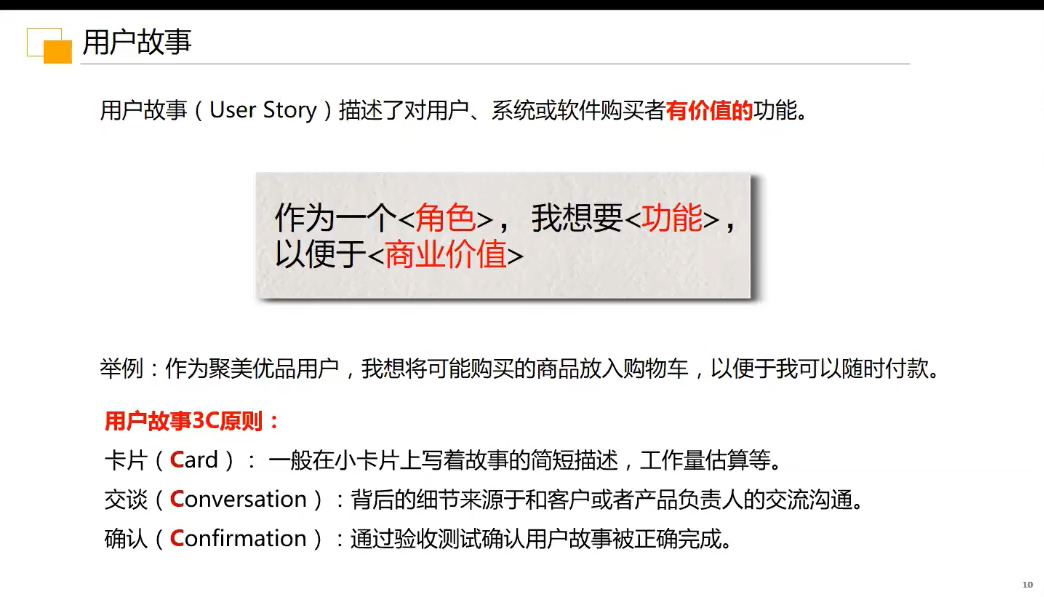 用户故事
用户故事（User Story）描述了对用户、系统或软件购买者有价值的功能。
作为一个<角色>，我想要<功能>，
以便于<商业价值>
举例：作为聚美优品用户，我想将可能购买的商品放入购物车，以便于我可以随时付款。
用户故事3C原则：
卡片（Card）：一般在小卡片上写着故事的简短描述，工作量估算等。
交谈（Conversation）：背后的细节来源于和客户或者产品负责人的交流沟通。
确认（Confirmation）：通过验收测试确认用户故事被正确完成。
10